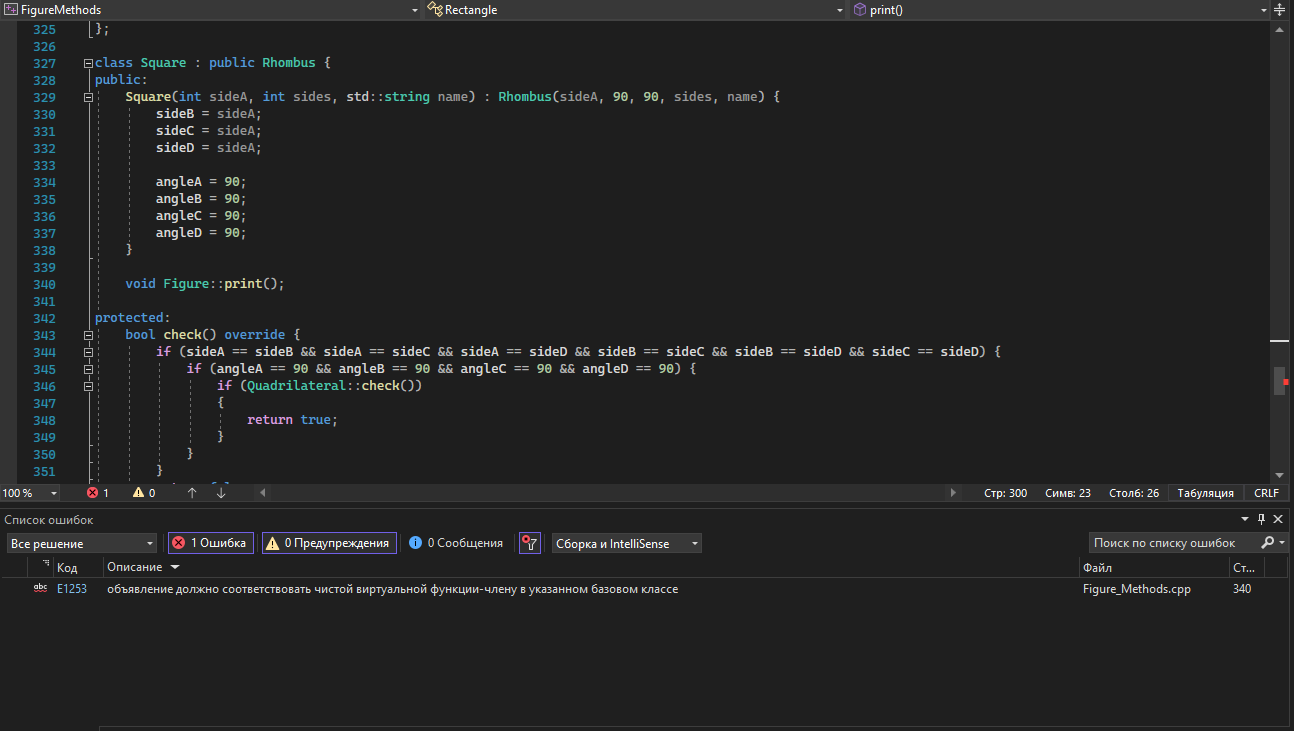 FigureMethods Rectangle print()
325 };
326
327 class Square : public Rhombus {
328 public:
329 Square(int sideA, int sides, std::string name) : Rhombus(sideA, 90, 90, sides, name) {
330 sideB = sideA;
331 sideC = sideA;
332 sideD = sideA;
333
334 angleA = 90;
335 angleB = 90;
336 angleC = 90;
337 angleD = 90;
338 }
339
340 void Figure::print();
341
342 protected:
343 bool check() override {
344 if (sideA == sideB && sideA == sideC && sideA == sideD && sideB == sideC && sideB == sideD && sideC == sideD) {
345 if (angleA == 90 && angleB == 90 && angleC == 90 && angleD == 90) {
346 if (Quadrilateral::check())
347 {
348 return true;
349 }
350 }
351 }
100 % 1 0 Стр: 300 Симв: 23 Столб: 26 Табуляция CRLF
Список ошибок
Все решение 1 Ошибка 0 Предупреждения 0 Сообщения Сборка и IntelliSense Поиск по списку ошибок
Код Описание Файл Ст...
abc E1253 объявление должно соответствовать чистой виртуальной функции-члену в указанном базовом классе Figure_Methods.cpp 340